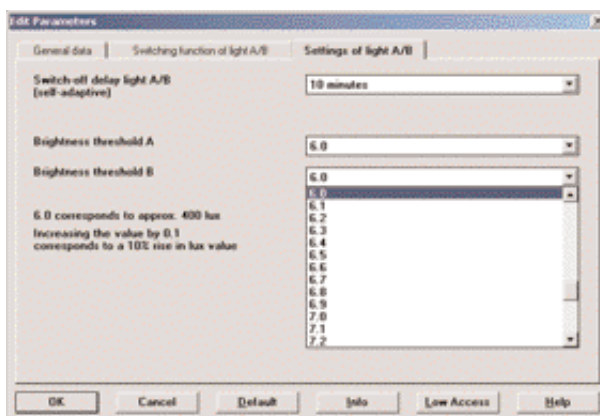 Edit Parameters
General data
Switching function of light A/B
Settings of light A/B
Switch-off delay light A/B
(self-adaptive)
10 minutes
Brightness threshold A
6.0
Brightness threshold B
6.0
6.0
6.1
6.2
6.3
6.4
6.5
6.6
6.7
6.8
6.9
7.0
7.1
7.2
6.0 corresponds to approx. 400 lux
Increasing the value by 0.1
corresponds to a 10% rise in lux value
OK
Cancel
Default
Info
Low Access
Help